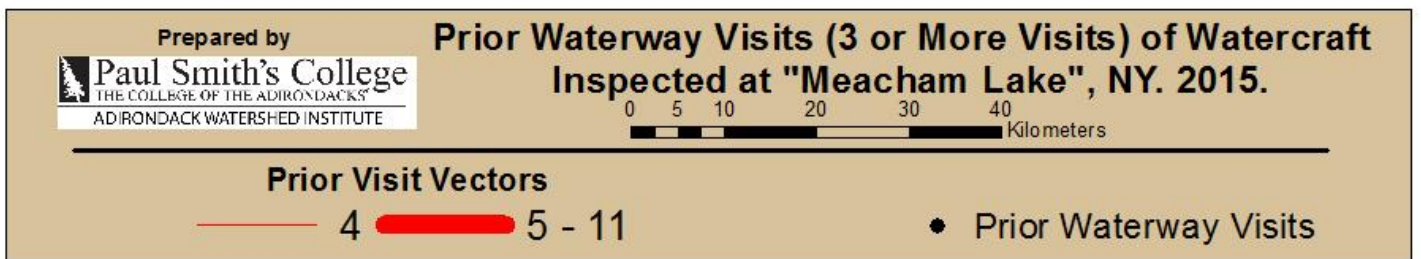 Prepared by
Paul Smith's College
THE COLLEGE OF THE ADIRONDACKS
ADIRONDACK WATERSHED INSTITUTE
Prior Waterway Visits (3 or More Visits) of Watercraft
Inspected at "Meacham Lake", NY. 2015.
0 5 10 20 30 40
Kilometers
Prior Visit Vectors
4 5 - 11 Prior Waterway Visits